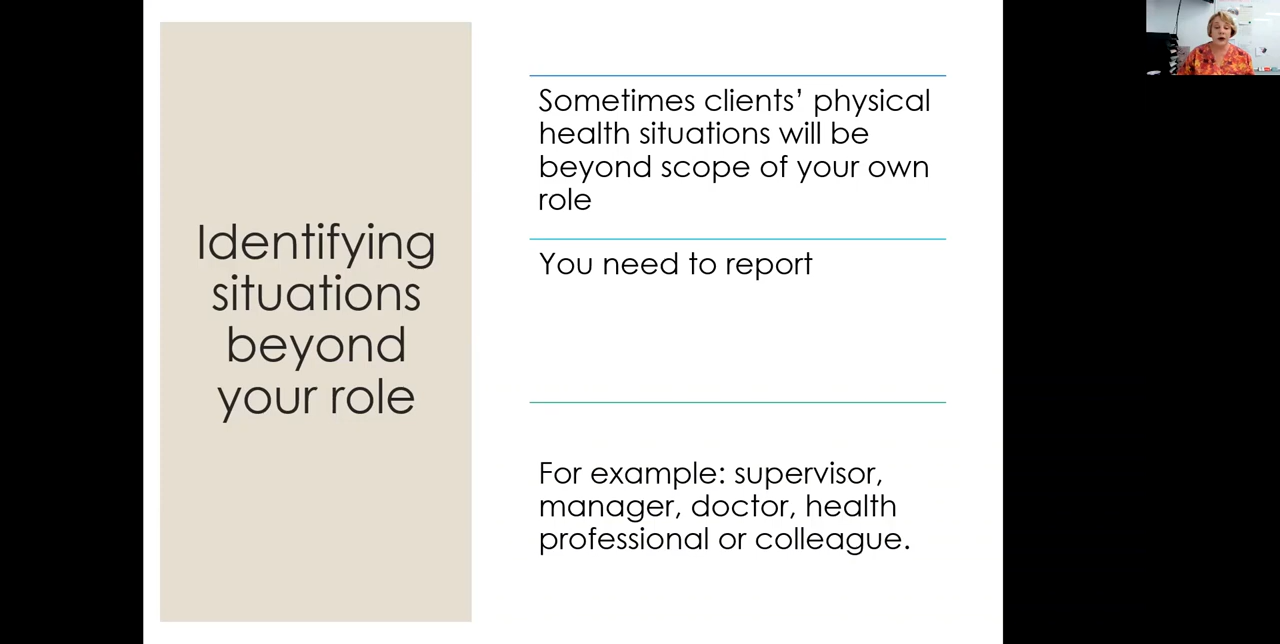 Identifying
situations
beyond
your role
Sometimes clients’ physical
health situations will be
beyond scope of your own
role
You need to report
For example: supervisor,
manager, doctor, health
professional or colleague.